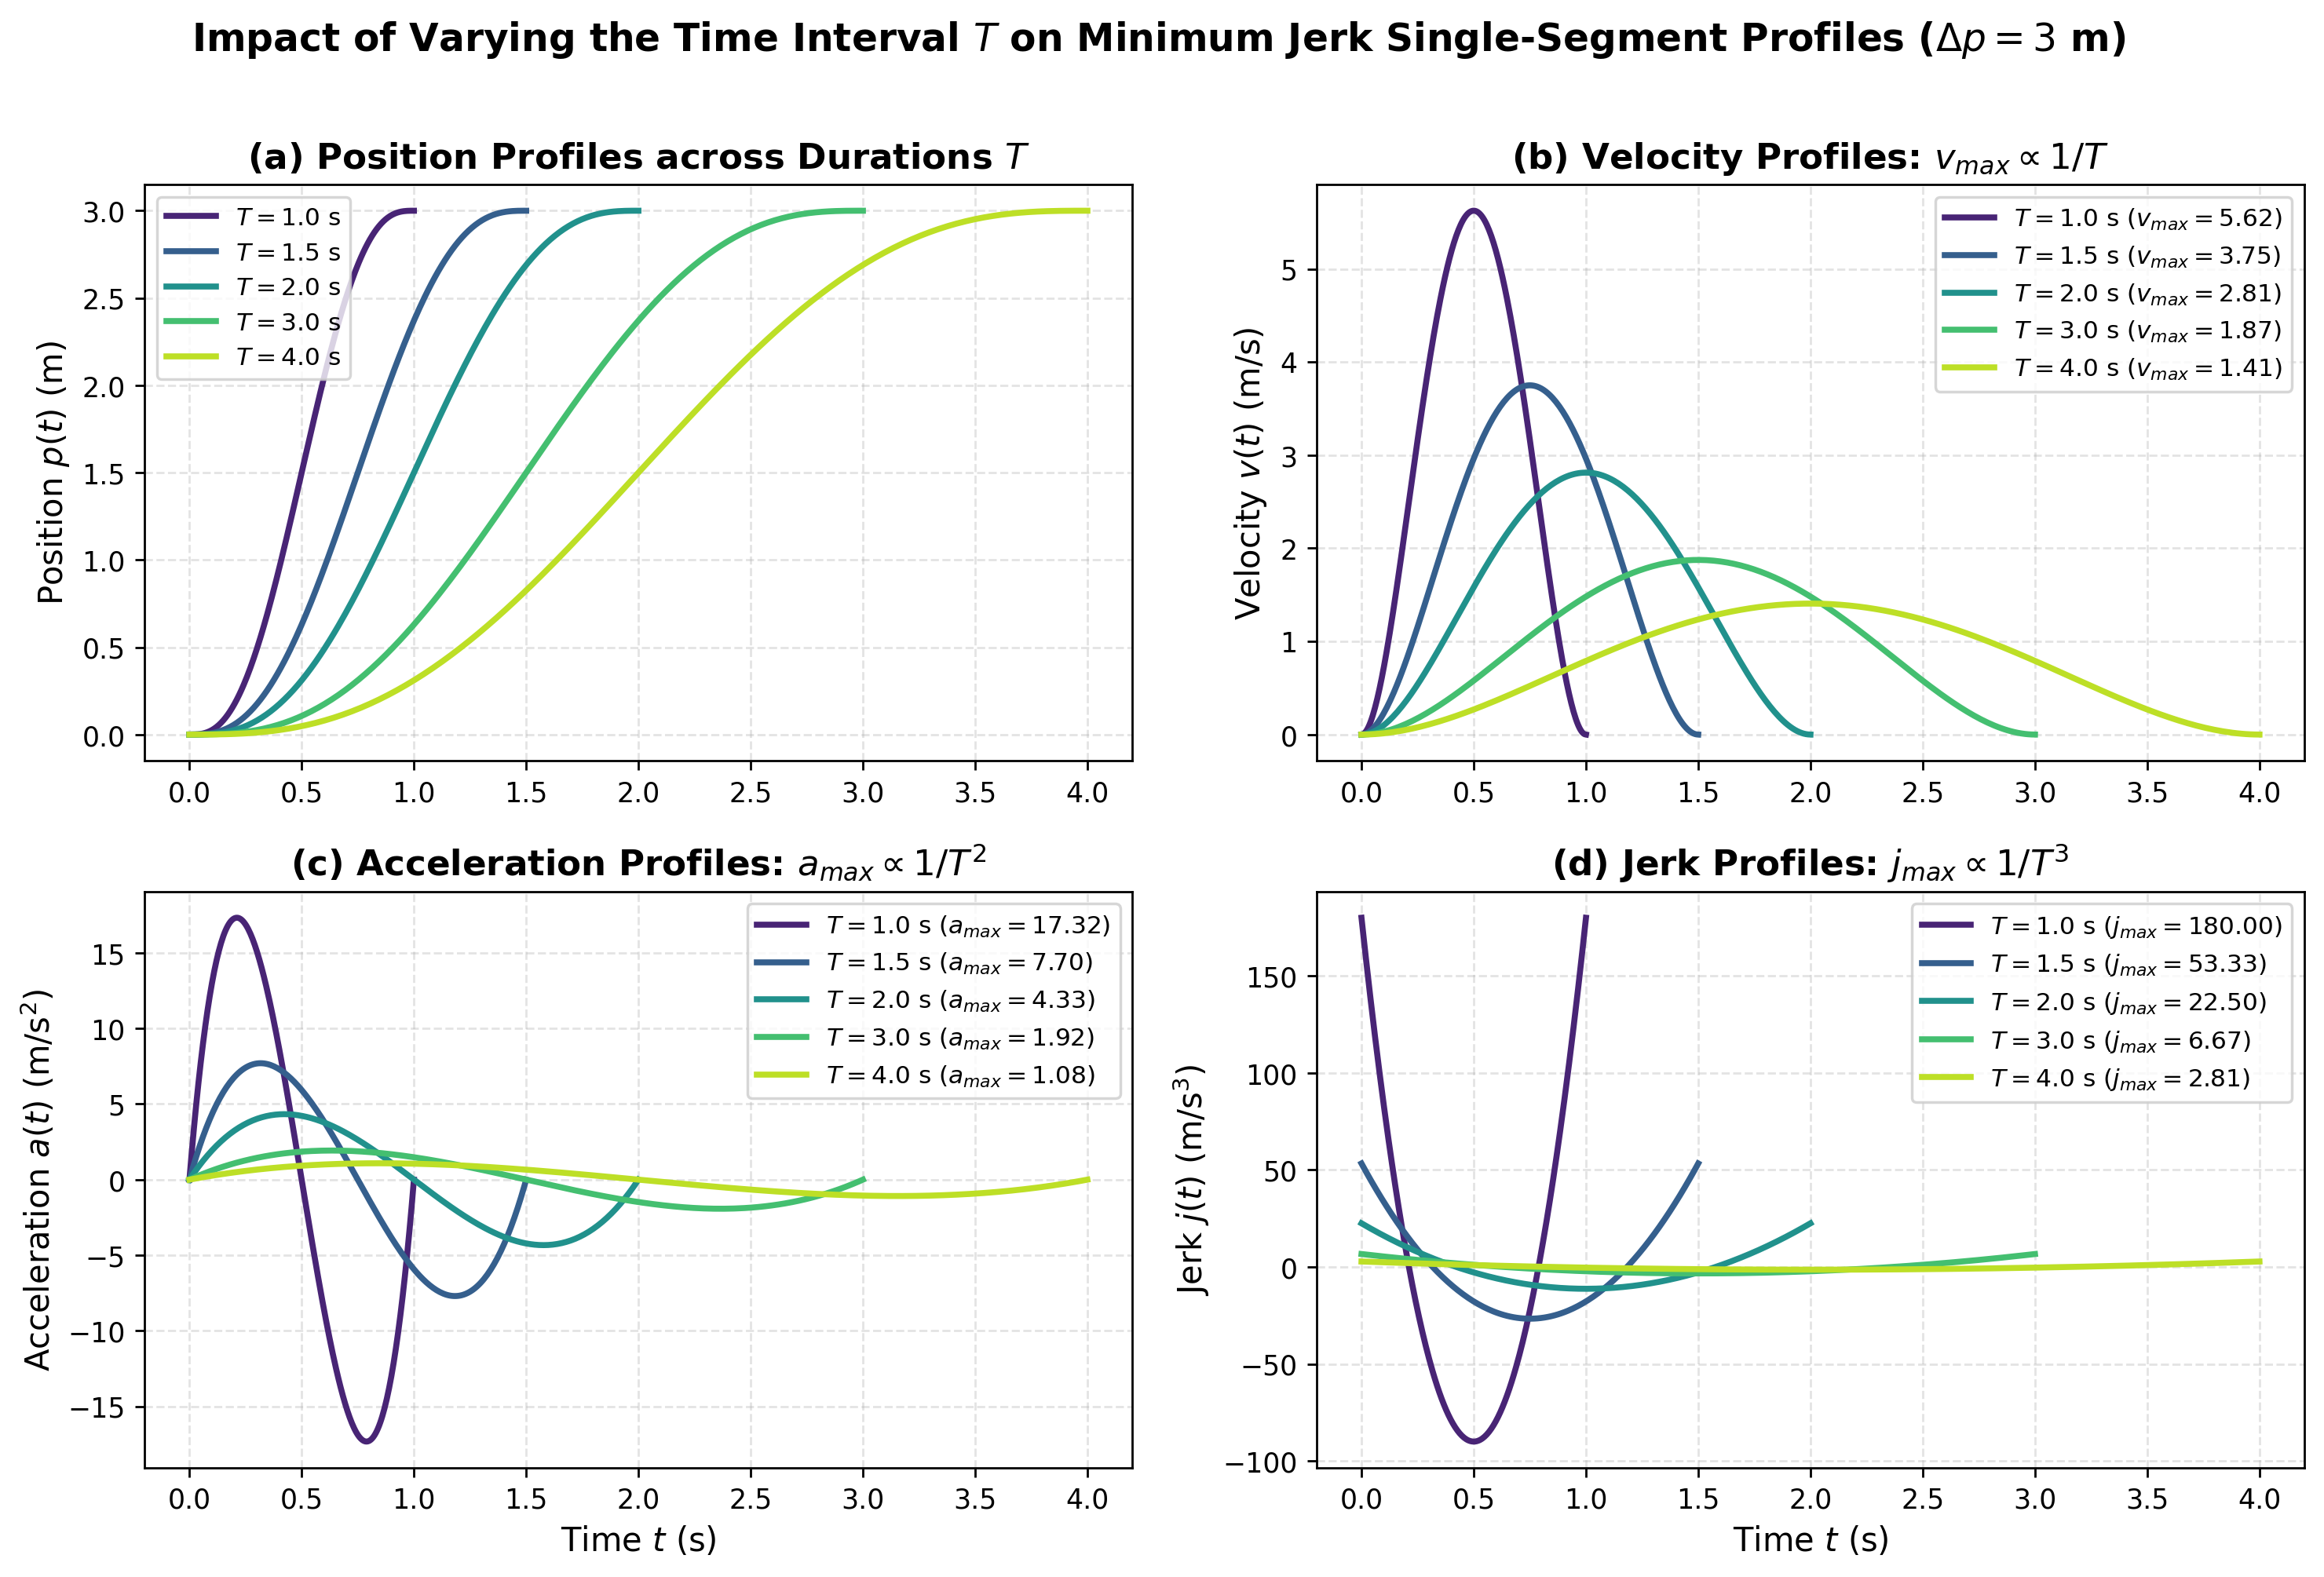 Impact of Varying the Time Interval T on Minimum Jerk Single-Segment Profiles (Δp = 3 m)
(a) Position Profiles across Durations T
Position p(t) (m)
3.0
2.5
2.0
1.5
1.0
0.5
0.0
T = 1.0 s
T = 1.5 s
T = 2.0 s
T = 3.0 s
T = 4.0 s
0.0 0.5 1.0 1.5 2.0 2.5 3.0 3.5 4.0
(b) Velocity Profiles: v_max ∝ 1/T
Velocity v(t) (m/s)
5
4
3
2
1
0
T = 1.0 s (v_max = 5.62)
T = 1.5 s (v_max = 3.75)
T = 2.0 s (v_max = 2.81)
T = 3.0 s (v_max = 1.87)
T = 4.0 s (v_max = 1.41)
0.0 0.5 1.0 1.5 2.0 2.5 3.0 3.5 4.0
(c) Acceleration Profiles: a_max ∝ 1/T²
Acceleration a(t) (m/s²)
15
10
5
0
−5
−10
−15
T = 1.0 s (a_max = 17.32)
T = 1.5 s (a_max = 7.70)
T = 2.0 s (a_max = 4.33)
T = 3.0 s (a_max = 1.92)
T = 4.0 s (a_max = 1.08)
0.0 0.5 1.0 1.5 2.0 2.5 3.0 3.5 4.0
Time t (s)
(d) Jerk Profiles: j_max ∝ 1/T³
Jerk j(t) (m/s³)
150
100
50
0
−50
−100
T = 1.0 s (j_max = 180.00)
T = 1.5 s (j_max = 53.33)
T = 2.0 s (j_max = 22.50)
T = 3.0 s (j_max = 6.67)
T = 4.0 s (j_max = 2.81)
0.0 0.5 1.0 1.5 2.0 2.5 3.0 3.5 4.0
Time t (s)